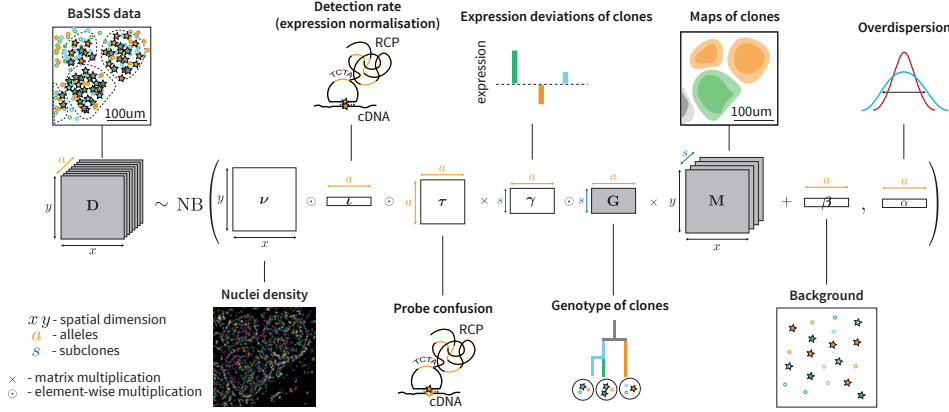 BaSISS data
Detection rate
(expression normalisation)
Expression deviations of clones
Maps of clones
Overdispersion
100um
TCTA
RCP
cDNA
expression
100um
a
y
D
x
∼ NB
(
y
ν
x
⊙
a
ι
⊙
a
a
τ
×
a
s
γ
⊙
a
s
G
×
s
y
M
x
+
a
β
,
a
α
)
Nuclei density
Probe confusion
TCTA
RCP
cDNA
Genotype of clones
Background
x y - spatial dimension
a - alleles
s - subclones
× - matrix multiplication
⊙ - element-wise multiplication